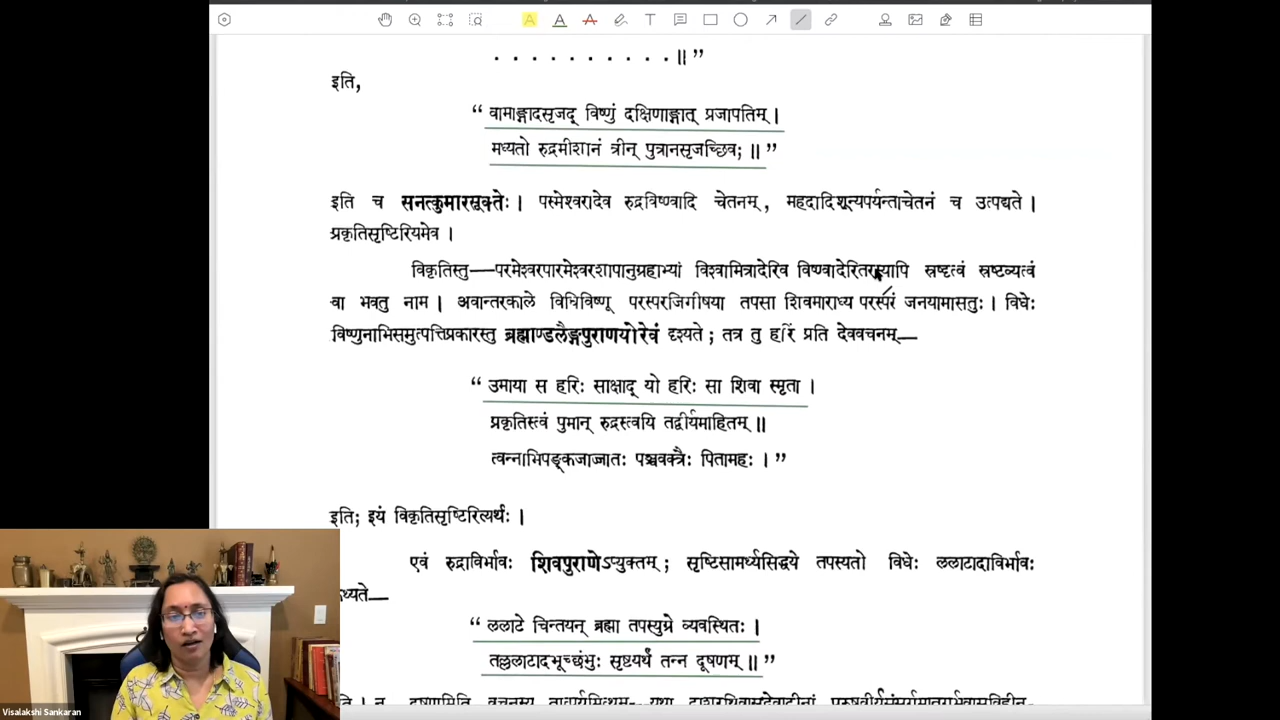 . . . . . . . . . . ॥ ”
इति,
“ वामाङ्गादसृजद् विष्णुं दक्षिणाङ्गात् प्रजापतिम् ।
मध्यतो रुद्रमीशानं त्रीन् पुत्रानसृजच्छिवः ॥ ”
इति च सनत्कुमारसूक्तेः । परमेश्वरादेव रुद्रविष्ण्वादि चेतनम्, महदादिशून्यपर्यन्ताचेतनं च उत्पद्यते ।
प्रकृतिसृष्टिरियमेव ।
विकृतिस्तु—परमेश्वरपारमेश्वरशापानुग्रहाभ्यां विश्वामित्रादेरिव विष्ण्वादेरितरस्यापि स्रष्टृत्वं स्रष्टव्यत्वं
वा भवतु नाम । अवान्तरकाले विधिविष्णू परस्परजिगीषया तपसा शिवमाराध्य परस्परं जनयामासतुः । विधेः
विष्णुनाभिसमुत्पत्तिप्रकारस्तु ब्रह्माण्डलैङ्गपुराणयोरेवं दृश्यते ; तत्र तु हरिं प्रति देववचनम्—
“ उमाया स हरिः साक्षाद् यो हरिः सा शिवा स्मृता ।
प्रकृतिस्त्वं पुमान् रुद्रस्त्वयि तद्वीर्यमाहितम् ॥
त्वन्नाभिपङ्कजाज्जातः पञ्चवक्त्रैः पितामहः । ”
इति; इयं विकृतिसृष्टिरित्यर्थः ।
एवं रुद्राविर्भावः शिवपुराणेऽप्युक्तम् ; सृष्टिसामर्थ्यसिद्धये तपस्यतो विधेः ललाटादाविर्भावः
कथ्यते—
“ ललाटे चिन्तयन् ब्रह्मा तपस्युग्रे व्यवस्थितः ।
तल्ललाटादभूच्छंभुः सृष्ट्यर्थं तन्न दूषणम् ॥ ”
Visalakshi Sankaran